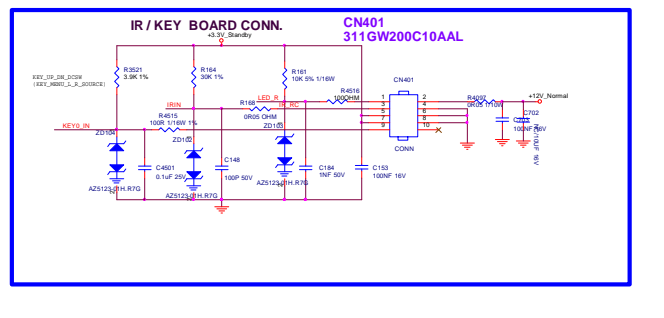 IR / KEY BOARD CONN.
CN401
311GW200C10AAL
+3.3V_Standby
R3521
3.9K 1%
R164
30K 1%
R161
10K 5% 1/16W
KEY_UP_DN_DCSM
(KEY_MENU_L_R_SOURCE)
R4516
100OHM
CN401
R4097
0R05 1/10W
+12V_Normal
LED_R
IRIN
R168
0R05 OHM
IR_RC
1
2
3
4
5
6
7
8
9
10
CONN
R4515
100R 1/16W 1%
KEY0_IN
ZD104
ZD102
ZD103
C702
100NF 16V
NC/10UF 16V
C4501
0.1uF 25V
C148
100P 50V
C184
1NF 50V
C153
100NF 16V
AZ5123-01H.R7G
AZ5123-01H.R7G
AZ5123-01H.R7G